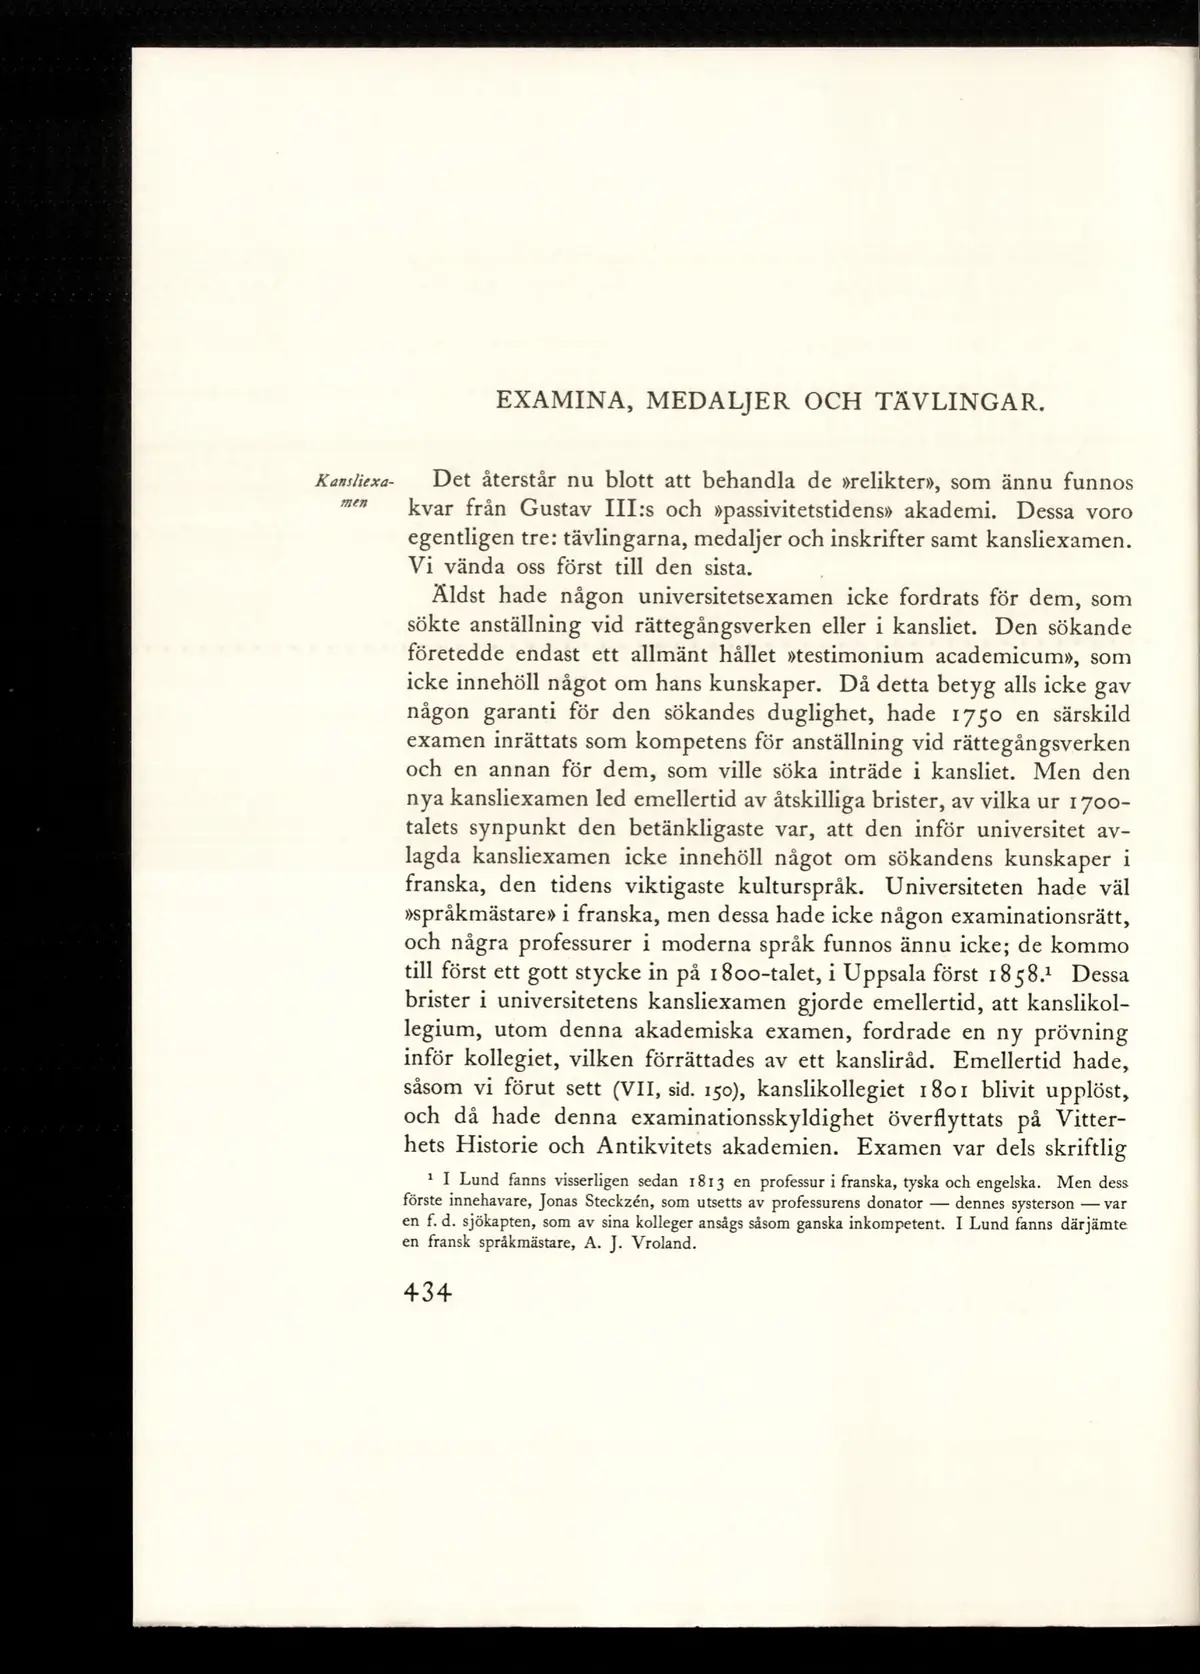 EXAMINA, MEDALJER OCH TÄVLINGAR.
Kansliexa-
men
Det återstår nu blott att behandla de »relikter», som ännu funnos
kvar från Gustav III:s och »passivitetstidens» akademi. Dessa voro
egentligen tre: tävlingarna, medaljer och inskrifter samt kansliexamen.
Vi vända oss först till den sista.
Äldst hade någon universitetsexamen icke fordrats för dem, som
sökte anställning vid rättegångsverken eller i kansliet. Den sökande
företedde endast ett allmänt hållet »testimonium academicum», som
icke innehöll något om hans kunskaper. Då detta betyg alls icke gav
någon garanti för den sökandes duglighet, hade 1750 en särskild
examen inrättats som kompetens för anställning vid rättegångsverken
och en annan för dem, som ville söka inträde i kansliet. Men den
nya kansliexamen led emellertid av åtskilliga brister, av vilka ur 1700-
talets synpunkt den betänkligaste var, att den inför universitet av-
lagda kansliexamen icke innehöll något om sökandens kunskaper i
franska, den tidens viktigaste kulturspråk. Universiteten hade väl
»språkmästare» i franska, men dessa hade icke någon examinationsrätt,
och några professurer i moderna språk funnos ännu icke; de kommo
till först ett gott stycke in på 1800-talet, i Uppsala först 1858.¹ Dessa
brister i universitetens kansliexamen gjorde emellertid, att kanslikol-
legium, utom denna akademiska examen, fordrade en ny prövning
inför kollegiet, vilken förrättades av ett kansliråd. Emellertid hade,
såsom vi förut sett (VII, sid. 150), kanslikollegiet 1801 blivit upplöst,
och då hade denna examinationsskyldighet överflyttats på Vitter-
hets Historie och Antikvitets akademien. Examen var dels skriftlig
¹ I Lund fanns visserligen sedan 1813 en professur i franska, tyska och engelska. Men dess
förste innehavare, Jonas Steckzén, som utsetts av professurens donator — dennes systerson — var
en f. d. sjökapten, som av sina kolleger ansågs såsom ganska inkompetent. I Lund fanns därjämte
en fransk språkmästare, A. J. Vroland.
434